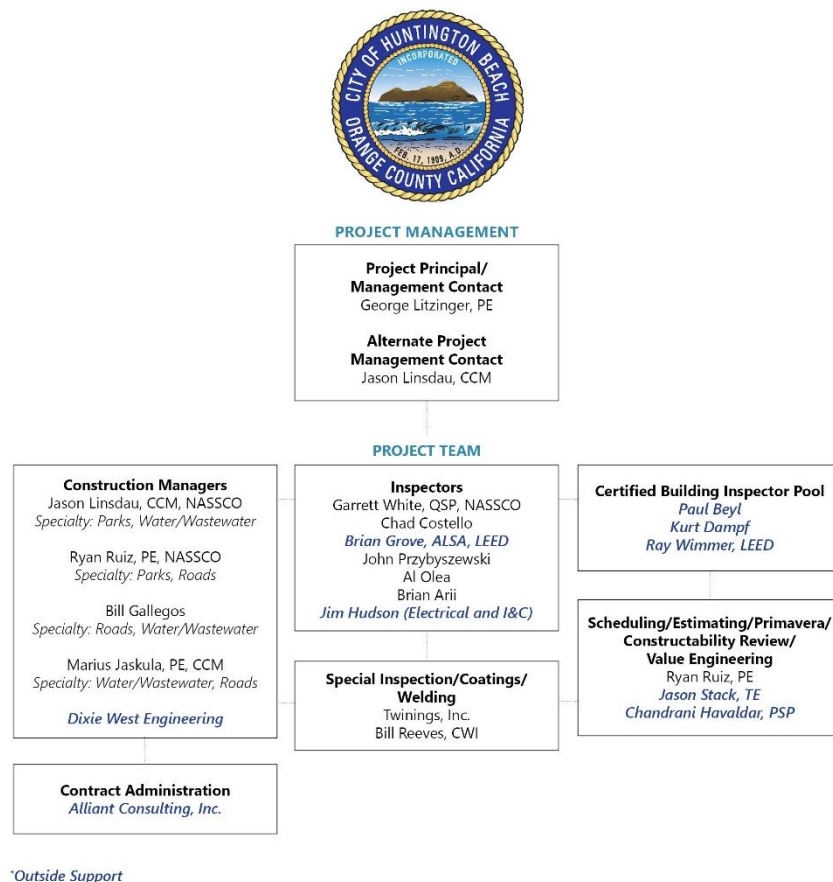 CITY OF HUNTINGTON BEACH
INCORPORATED
FEB. 17, 1909, A.D.
ORANGE COUNTY CALIFORNIA
PROJECT MANAGEMENT
Project Principal/
Management Contact
George Litzinger, PE
Alternate Project
Management Contact
Jason Linsdau, CCM
PROJECT TEAM
Construction Managers
Jason Linsdau, CCM, NASSCO
Specialty: Parks, Water/Wastewater
Ryan Ruiz, PE, NASSCO
Specialty: Parks, Roads
Bill Gallegos
Specialty: Roads, Water/Wastewater
Marius Jaskula, PE, CCM
Specialty: Water/Wastewater, Roads
Dixie West Engineering
Contract Administration
Alliant Consulting, Inc.
Inspectors
Garrett White, QSP, NASSCO
Chad Costello
Brian Grove, ALSA, LEED
John Przybyszewski
Al Olea
Brian Arii
Jim Hudson (Electrical and I&C)
Special Inspection/Coatings/
Welding
Twinings, Inc.
Bill Reeves, CWI
Certified Building Inspector Pool
Paul Beyl
Kurt Dampf
Ray Wimmer, LEED
Scheduling/Estimating/Primavera/
Constructability Review/
Value Engineering
Ryan Ruiz, PE
Jason Stack, TE
Chandrani Havaldar, PSP
*Outside Support